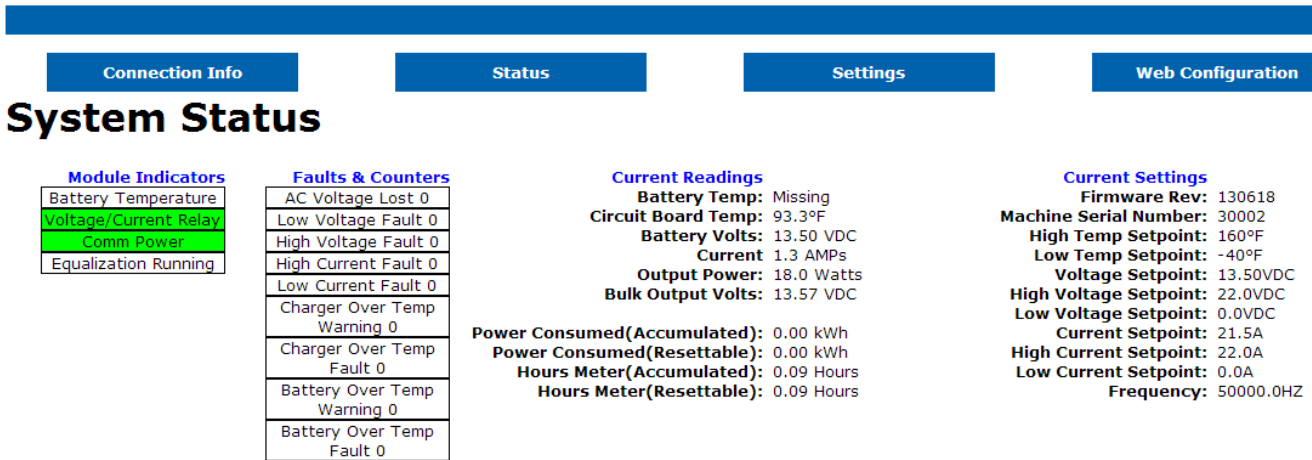 Connection Info
Status
Settings
Web Configuration
System Status
Module Indicators
Battery Temperature
Voltage/Current Relay
Comm Power
Equalization Running
Faults & Counters
AC Voltage Lost 0
Low Voltage Fault 0
High Voltage Fault 0
High Current Fault 0
Low Current Fault 0
Charger Over Temp
Warning 0
Charger Over Temp
Fault 0
Battery Over Temp
Warning 0
Battery Over Temp
Fault 0
Current Readings
Battery Temp: Missing
Circuit Board Temp: 93.3°F
Battery Volts: 13.50 VDC
Current 1.3 AMPs
Output Power: 18.0 Watts
Bulk Output Volts: 13.57 VDC
Power Consumed(Accumulated): 0.00 kWh
Power Consumed(Resettable): 0.00 kWh
Hours Meter(Accumulated): 0.09 Hours
Hours Meter(Resettable): 0.09 Hours
Current Settings
Firmware Rev: 130618
Machine Serial Number: 30002
High Temp Setpoint: 160°F
Low Temp Setpoint: -40°F
Voltage Setpoint: 13.50VDC
High Voltage Setpoint: 22.0VDC
Low Voltage Setpoint: 0.0VDC
Current Setpoint: 21.5A
High Current Setpoint: 22.0A
Low Current Setpoint: 0.0A
Frequency: 50000.0HZ